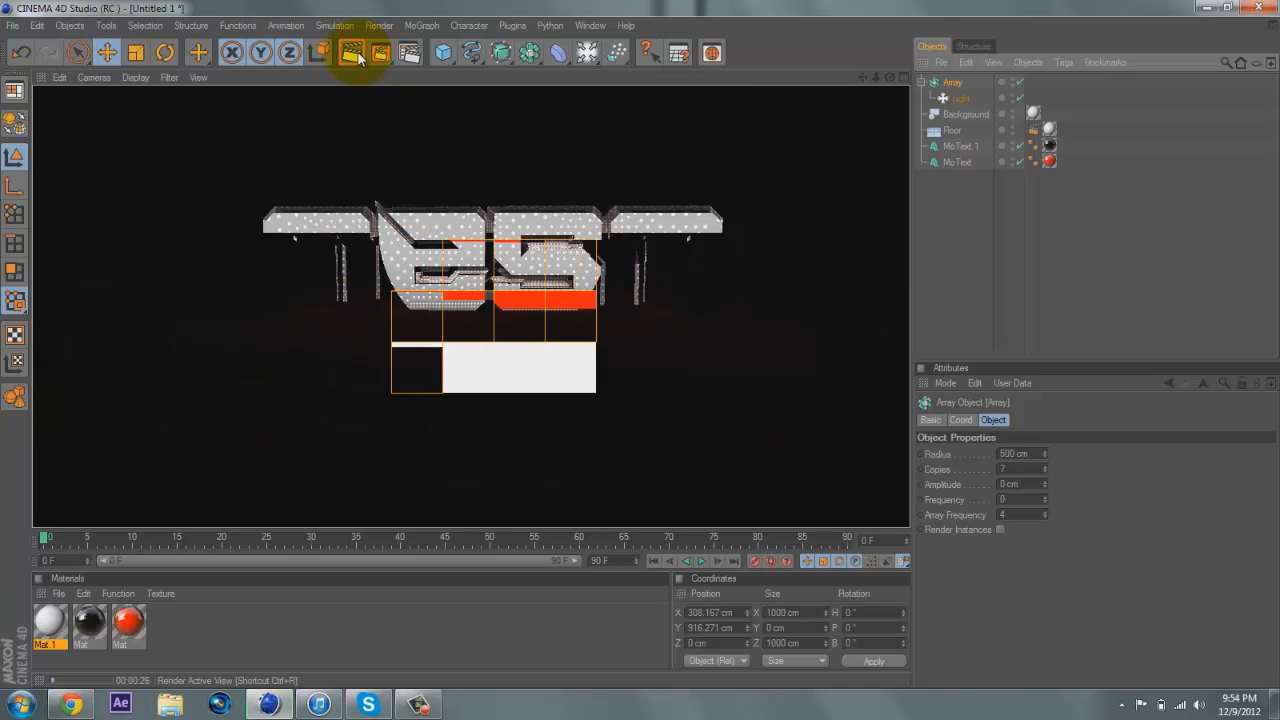 CINEMA 4D Studio (RC ) - [Untitled 1 *]
File Edit Objects Tools Selection Structure Functions Animation Simulation Render MoGraph Character Plugins Python Window Help
Edit Cameras Display Filter View
TEST
0 5 10 15 20 25 30 35 40 45 50 55 60 65 70 75 80 85 90 0 F
0 F 0 F 90 F 90 F
Materials
File Edit Function Texture
Mat.1 Mat Mat
MAXON CINEMA 4D
00:00:26 Render Active View [Shortcut Ctrl+R]
Coordinates
Position Size Rotation
X 308.167 cm X 1000 cm H 0 °
Y 916.271 cm Y 0 cm P 0 °
Z 0 cm Z 1000 cm B 0 °
Object (Rel) Size Apply
Objects Structure
File Edit View Objects Tags Bookmarks
Array
Light
Background
Floor
MoText.1
MoText
Attributes
Mode Edit User Data
Array Object [Array]
Basic Coord Object
Object Properties
Radius 500 cm
Copies 7
Amplitude 0 cm
Frequency 0
Array Frequency 4
Render Instances
Ae
9:54 PM
12/9/2012